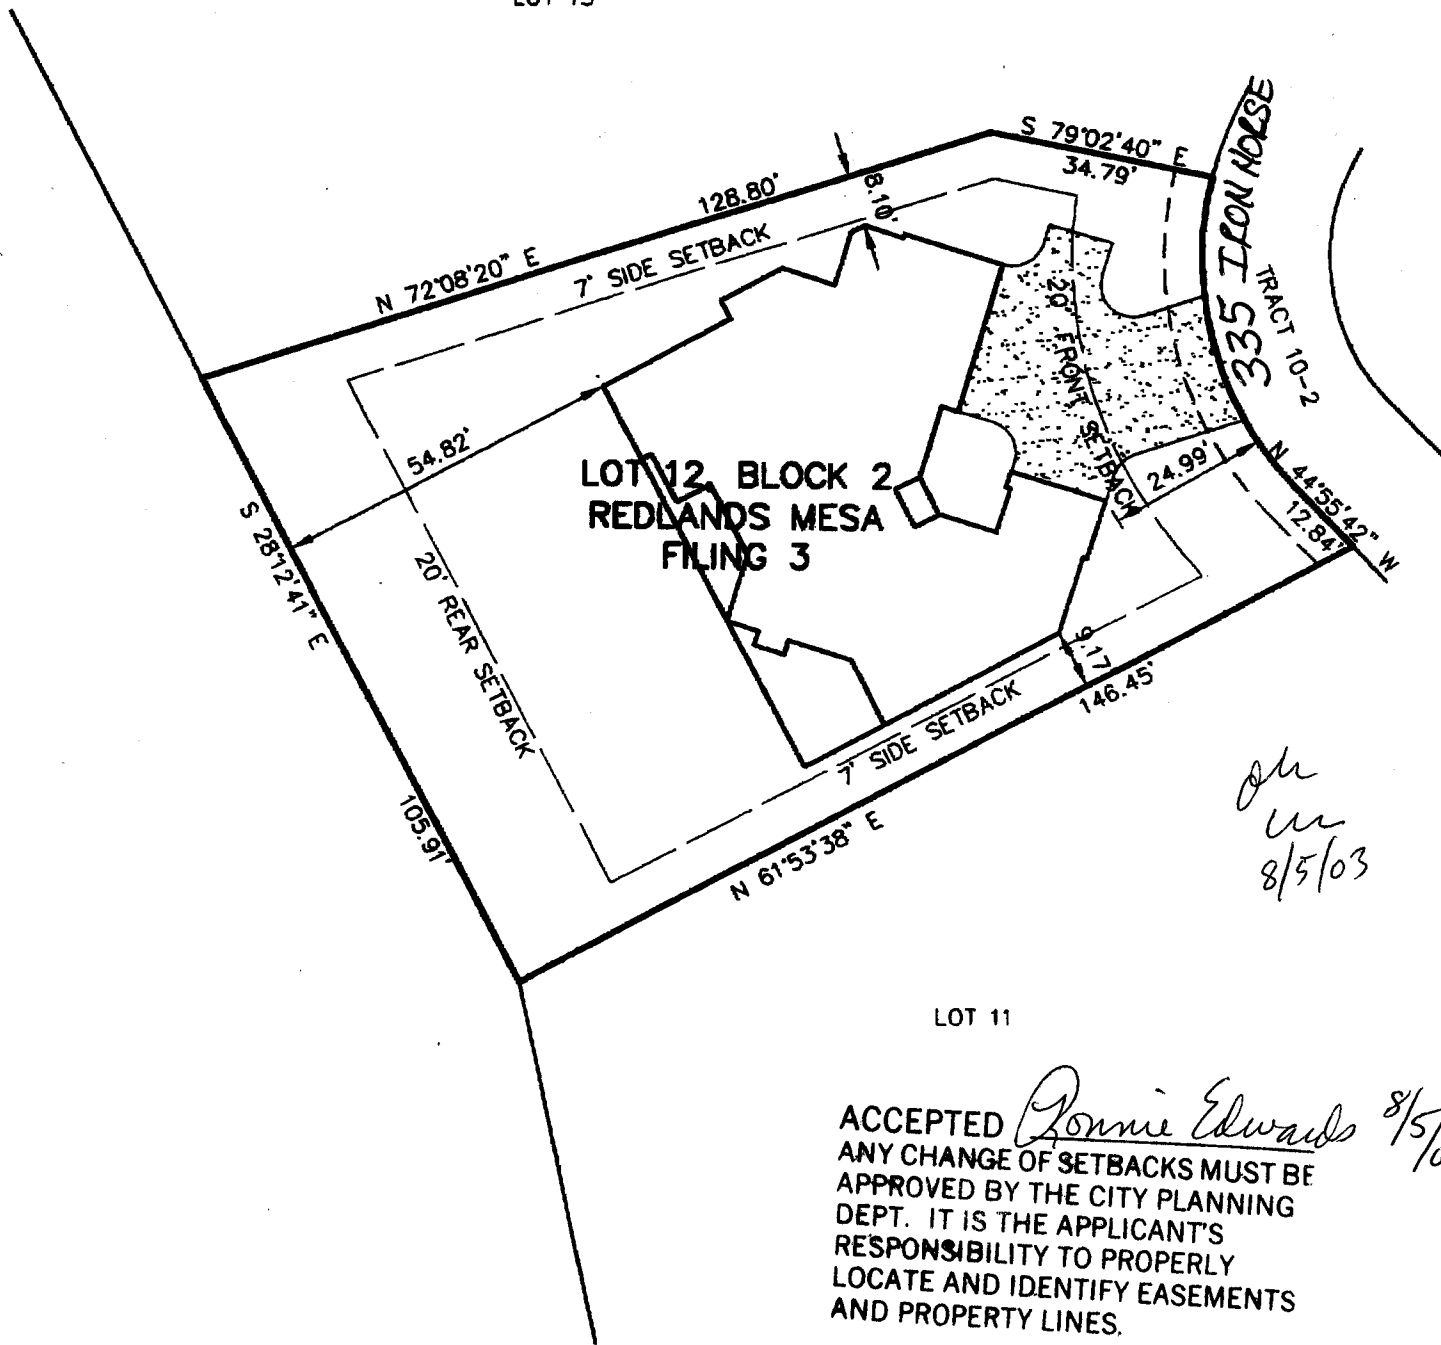 S 79°02'40" E
34.79'
335 IRON HORSE
TRACT 10-2
128.80'
N 72°08'20" E
8.10'
7' SIDE SETBACK
20' FRONT SETBACK
54.82'
LOT 12, BLOCK 2
REDLANDS MESA
FILING 3
24.99'
N 44°55'42" W
12.84'
S 28°12'41" E
105.91'
20' REAR SETBACK
9.17'
146.45'
7' SIDE SETBACK
N 61°53'38" E
8/5/03
LOT 11
ACCEPTED Ronnie Edwards 8/5/0
ANY CHANGE OF SETBACKS MUST BE
APPROVED BY THE CITY PLANNING
DEPT. IT IS THE APPLICANT'S
RESPONSIBILITY TO PROPERLY
LOCATE AND IDENTIFY EASEMENTS
AND PROPERTY LINES.